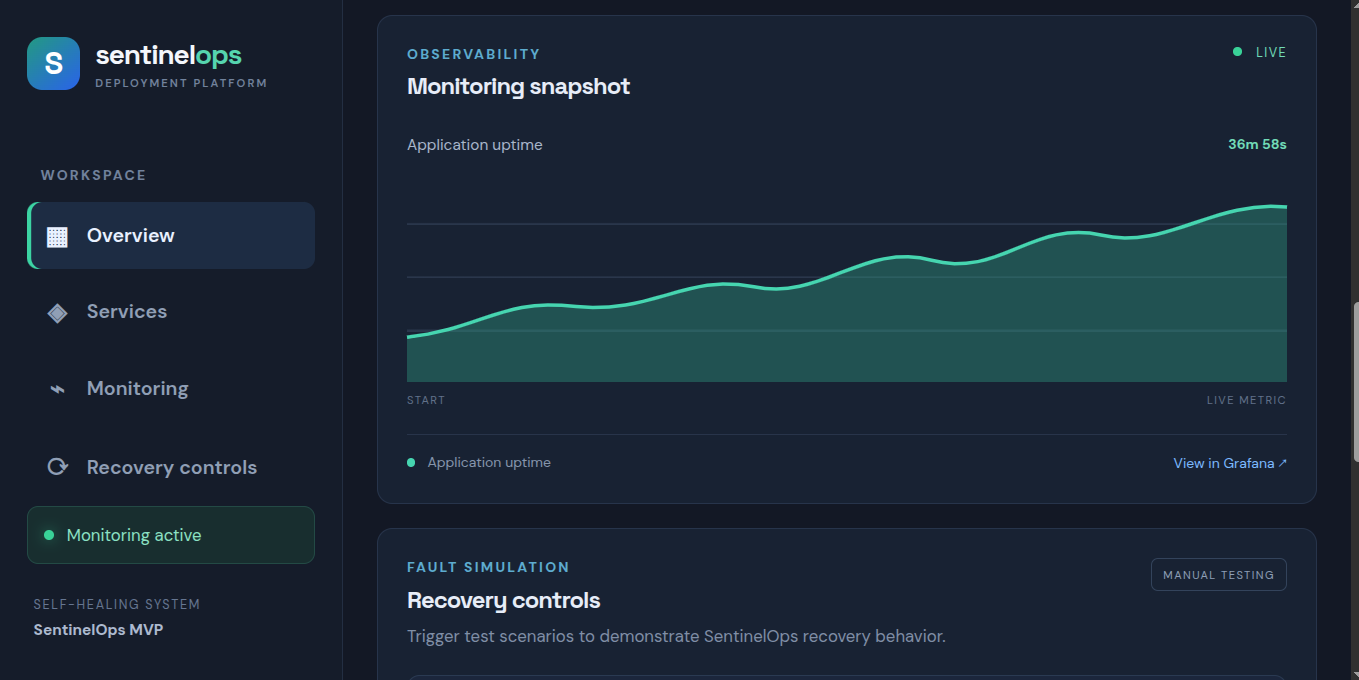 S
sentinelops
DEPLOYMENT PLATFORM
WORKSPACE
Overview
Services
Monitoring
Recovery controls
Monitoring active
SELF-HEALING SYSTEM
SentinelOps MVP
OBSERVABILITY
LIVE
Monitoring snapshot
Application uptime
36m 58s
START
LIVE METRIC
Application uptime
View in Grafana ↗
FAULT SIMULATION
MANUAL TESTING
Recovery controls
Trigger test scenarios to demonstrate SentinelOps recovery behavior.